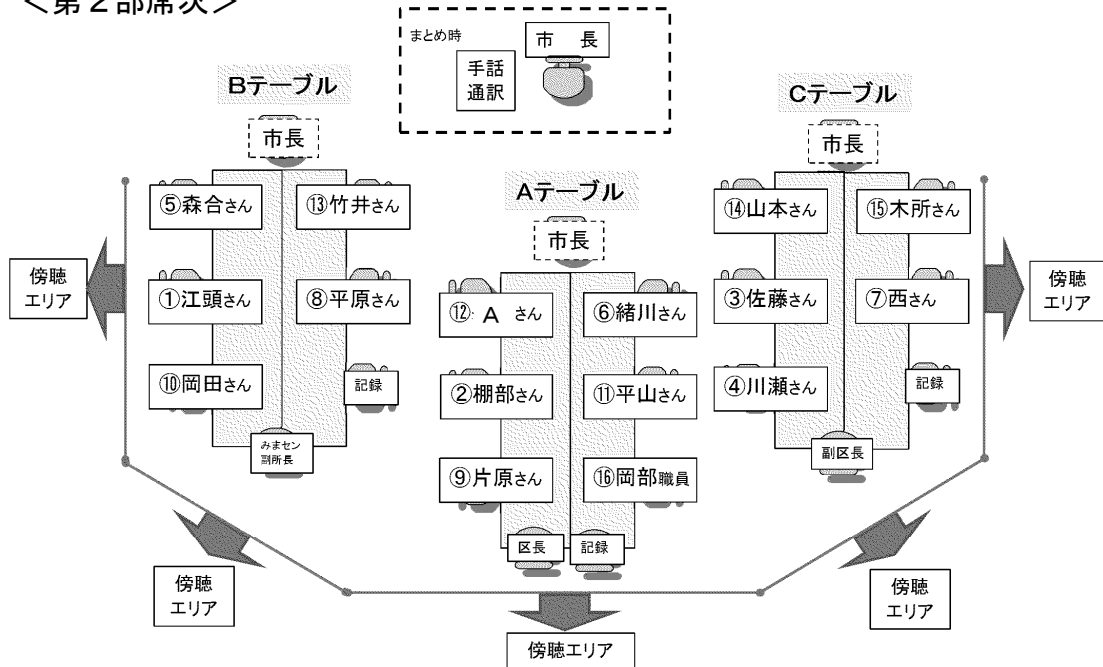 ＜第２部席次＞
まとめ時
市　長
手話
通訳
Bテーブル
市長
⑤森合さん
⑬竹井さん
①江頭さん
⑧平原さん
⑩岡田さん
記録
みまセン
副所長
Aテーブル
市長
⑫A　さん
⑥緒川さん
②棚部さん
⑪平山さん
⑨片原さん
⑯岡部職員
区長
記録
Cテーブル
市長
⑭山本さん
⑮木所さん
③佐藤さん
⑦西さん
④川瀬さん
記録
副区長
傍聴
エリア
傍聴
エリア
傍聴
エリア
傍聴
エリア
傍聴エリア